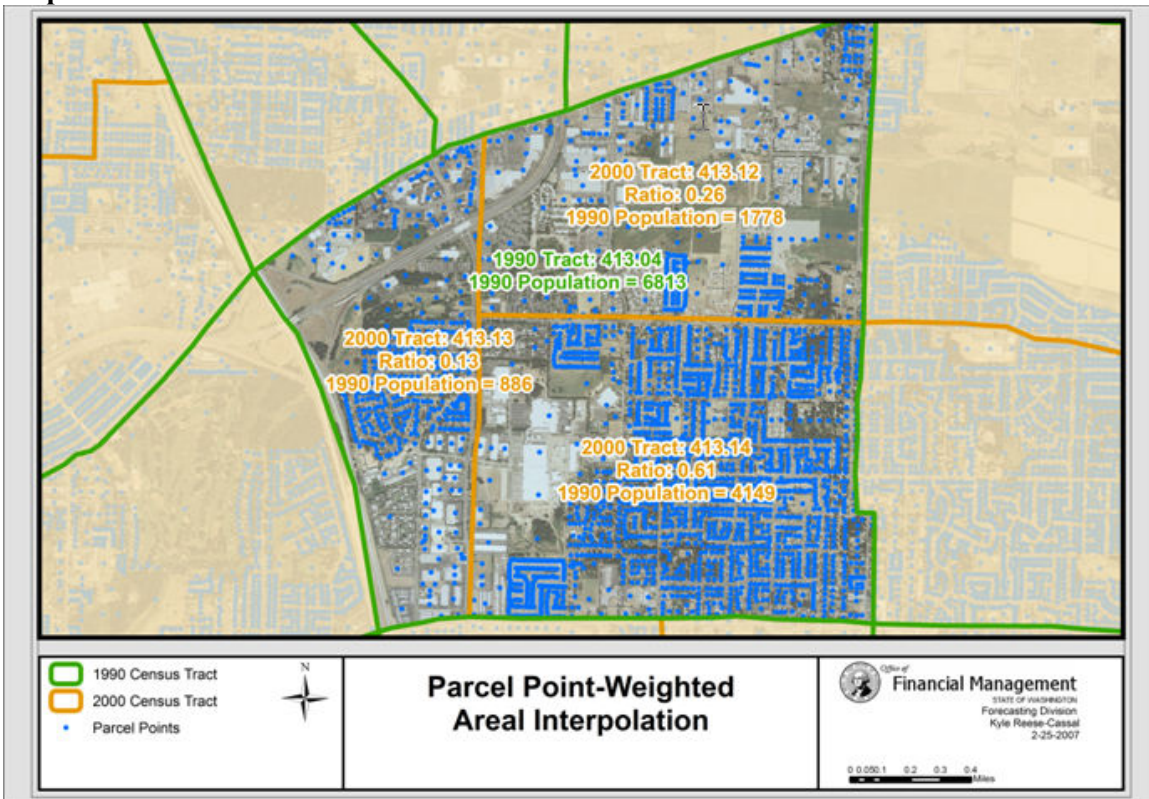 2000 Tract: 413.12
Ratio: 0.26
1990 Population = 1778
1990 Tract: 413.04
1990 Population = 6813
2000 Tract: 413.13
Ratio: 0.13
1990 Population = 886
2000 Tract: 413.14
Ratio: 0.61
1990 Population = 4149
1990 Census Tract
2000 Census Tract
Parcel Points
N
Parcel Point-Weighted
Areal Interpolation
Office of
Financial Management
STATE OF WASHINGTON
Forecasting Division
Kyle Reese-Cassal
2-25-2007
0 0.050.1 0.2 0.3 0.4
Miles